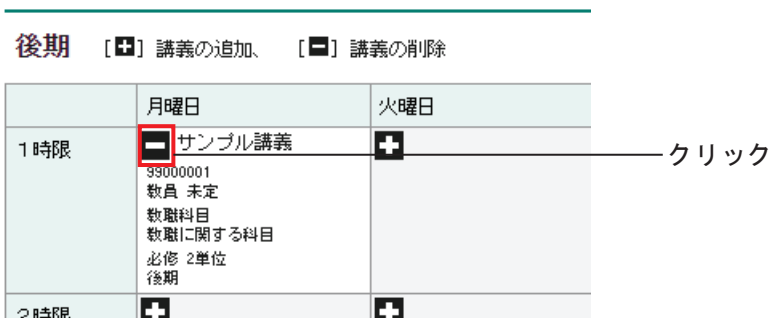 後期 [+] 講義の追加、 [-] 講義の削除
月曜日 火曜日
1時限 - サンプル講義 + クリック
99000001
教員 未定
教職科目
教職に関する科目
必修 2単位
後期
2時限 + +